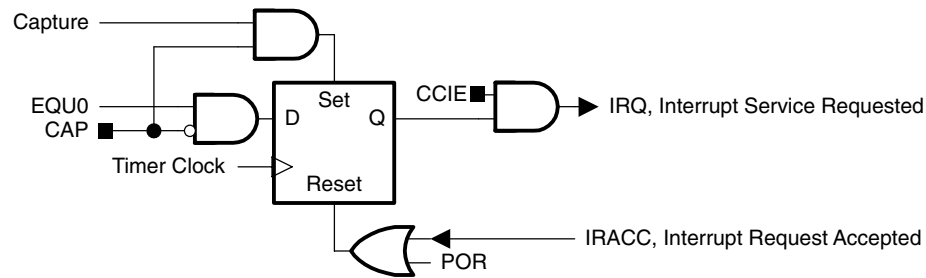 Capture
EQU0
CAP
Timer Clock
Set
D
Q
Reset
CCIE
IRQ, Interrupt Service Requested
IRACC, Interrupt Request Accepted
POR